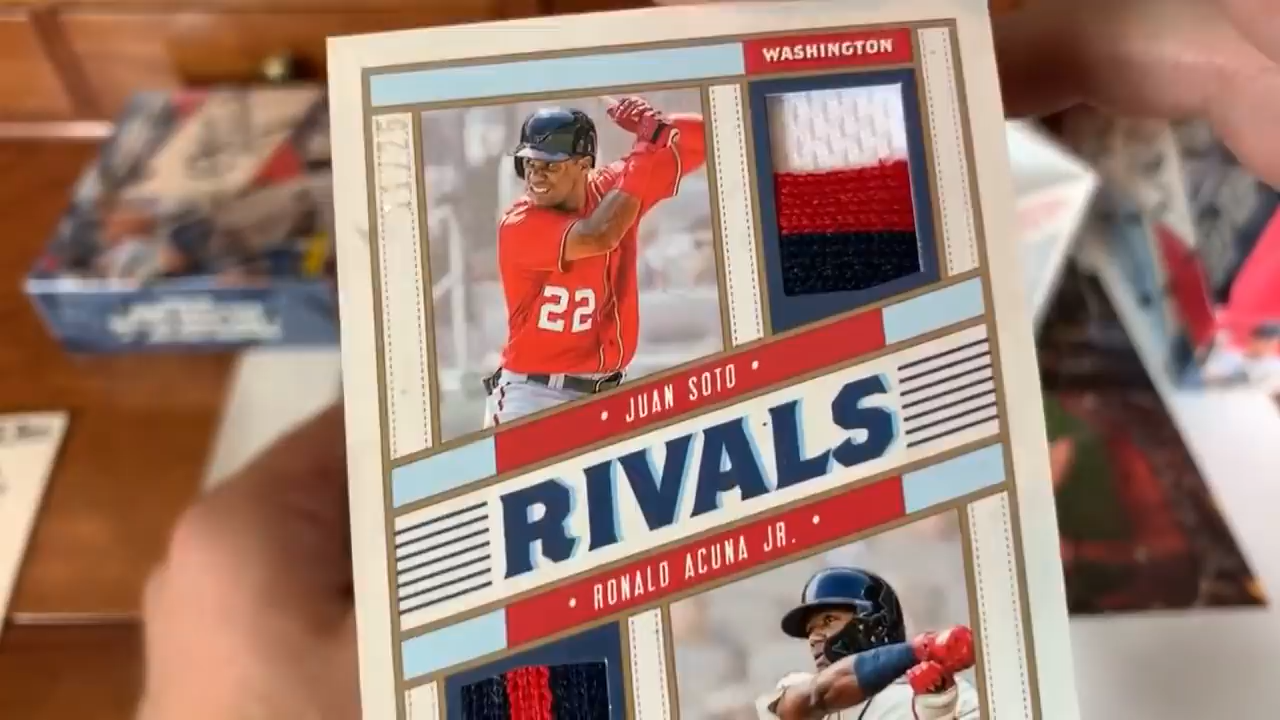 WASHINGTON
22
• JUAN SOTO •
RIVALS
• RONALD ACUNA JR. •